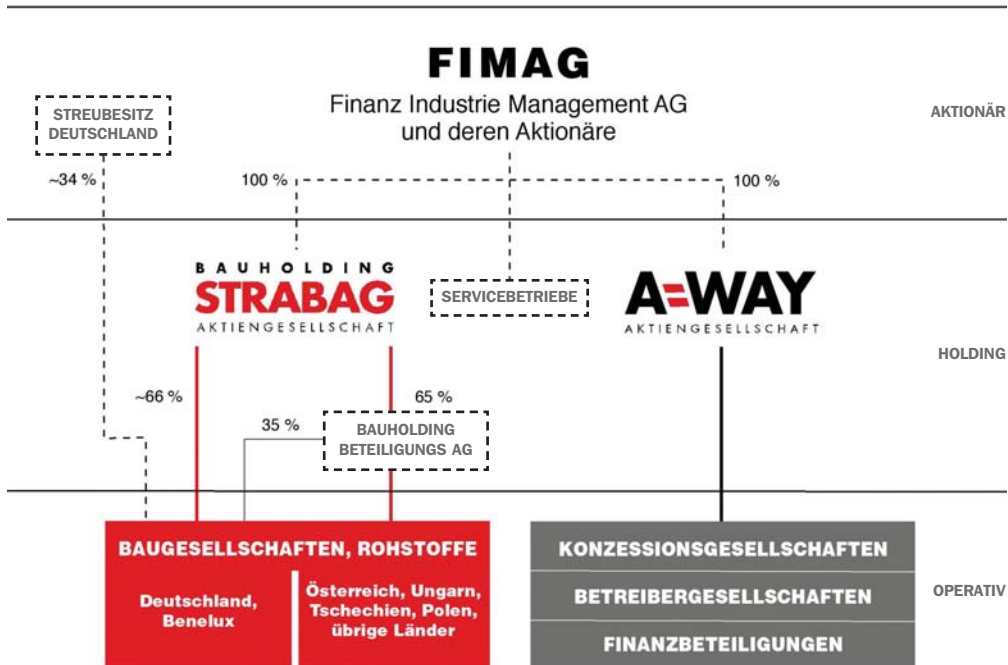 FIMAG
Finanz Industrie Management AG
und deren Aktionäre
STREUBESITZ
DEUTSCHLAND
AKTIONÄR
~34 %
100 %
100 %
BAUHOLDING
STRABAG
AKTIENGESELLSCHAFT
SERVICEBETRIEBE
A=WAY
AKTIENGESELLSCHAFT
HOLDING
~66 %
65 %
35 %
BAUHOLDING
BETEILIGUNGS AG
BAUGESELLSCHAFTEN, ROHSTOFFE
Deutschland,
Benelux
Österreich, Ungarn,
Tschechien, Polen,
übrige Länder
KONZESSIONSGESELLSCHAFTEN
BETREIBERGESELLSCHAFTEN
FINANZBETEILIGUNGEN
OPERATIV